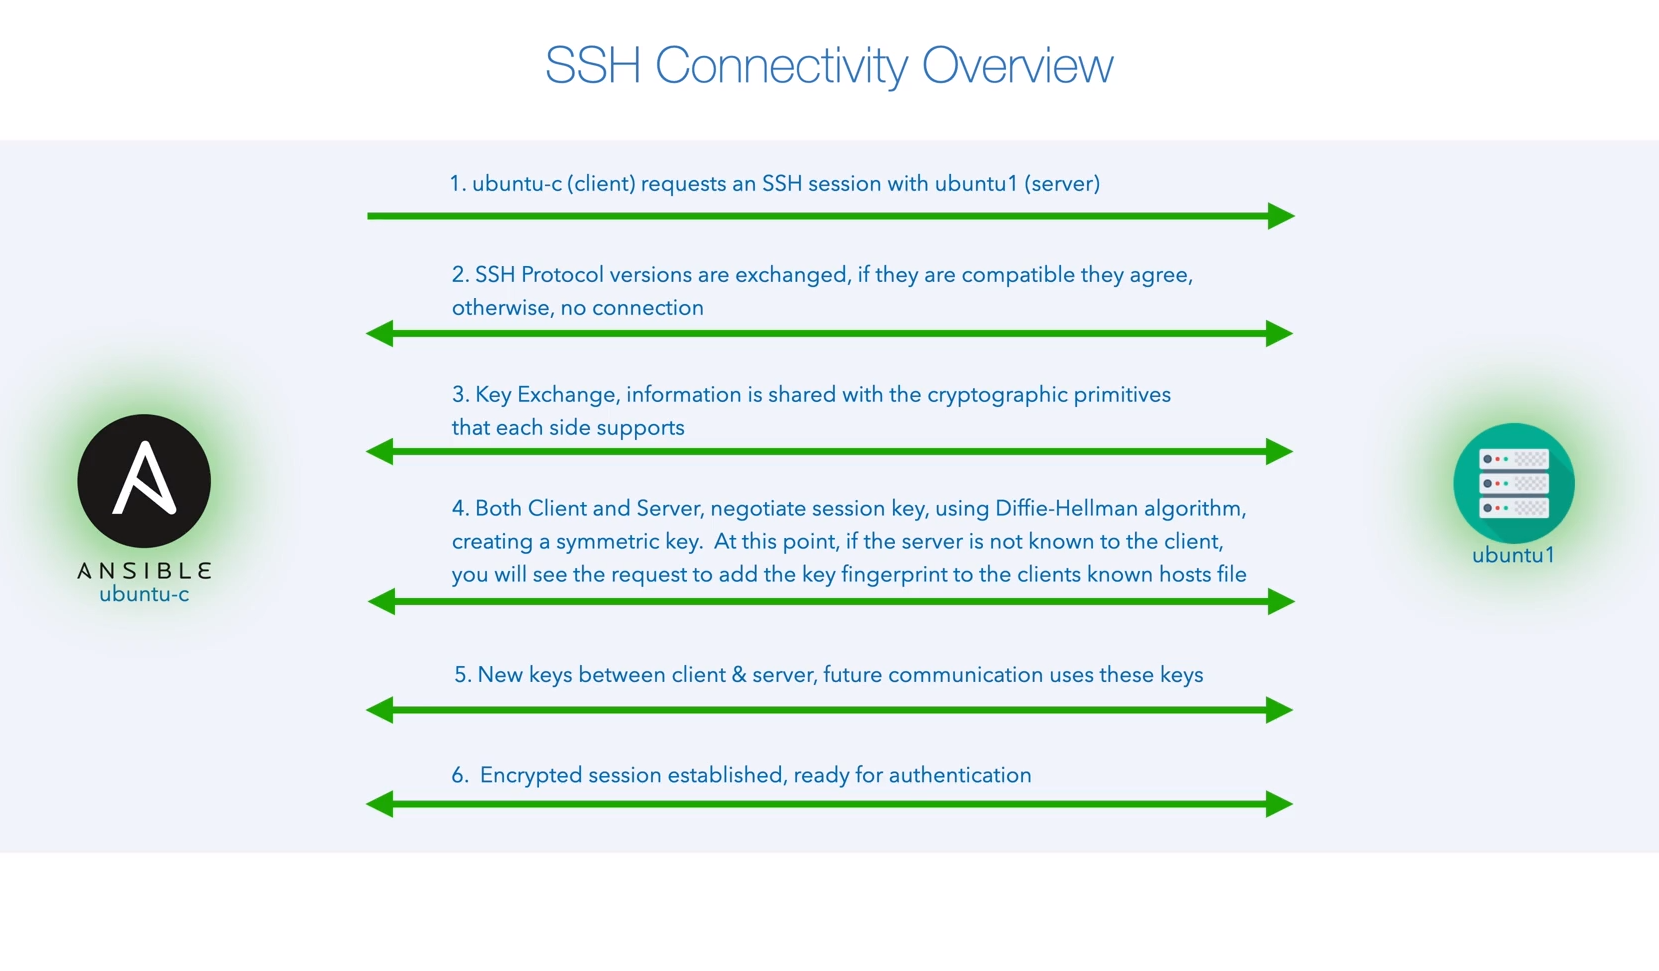 SSH Connectivity Overview
1. ubuntu-c (client) requests an SSH session with ubuntu1 (server)
2. SSH Protocol versions are exchanged, if they are compatible they agree,
otherwise, no connection
3. Key Exchange, information is shared with the cryptographic primitives
that each side supports
4. Both Client and Server, negotiate session key, using Diffie-Hellman algorithm,
creating a symmetric key.  At this point, if the server is not known to the client,
you will see the request to add the key fingerprint to the clients known hosts file
5. New keys between client & server, future communication uses these keys
6.  Encrypted session established, ready for authentication
ANSIBLE
ubuntu-c
ubuntu1